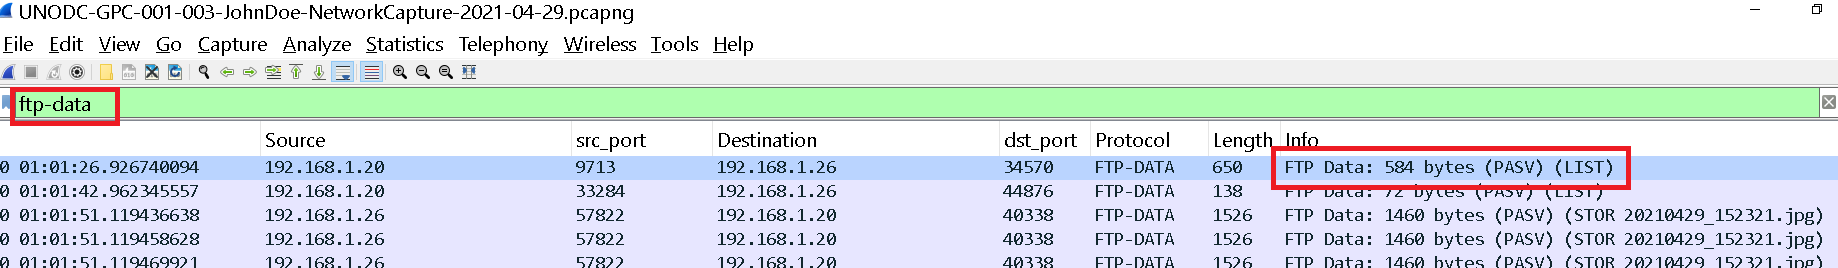 UNODC-GPC-001-003-JohnDoe-NetworkCapture-2021-04-29.pcapng
File Edit View Go Capture Analyze Statistics Telephony Wireless Tools Help
ftp-data
Source src_port Destination dst_port Protocol Length Info
0 01:01:26.926740094 192.168.1.20 9713 192.168.1.26 34570 FTP-DATA 650 FTP Data: 584 bytes (PASV) (LIST)
0 01:01:42.962345557 192.168.1.20 33284 192.168.1.26 44876 FTP-DATA 138 FTP Data: 72 bytes (PASV) (LIST)
0 01:01:51.119436638 192.168.1.26 57822 192.168.1.20 40338 FTP-DATA 1526 FTP Data: 1460 bytes (PASV) (STOR 20210429_152321.jpg)
0 01:01:51.119458628 192.168.1.26 57822 192.168.1.20 40338 FTP-DATA 1526 FTP Data: 1460 bytes (PASV) (STOR 20210429_152321.jpg)
0 01:01:51.119469921 192.168.1.26 57822 192.168.1.20 40338 FTP-DATA 1526 FTP Data: 1460 bytes (PASV) (STOR 20210429_152321.jpg)